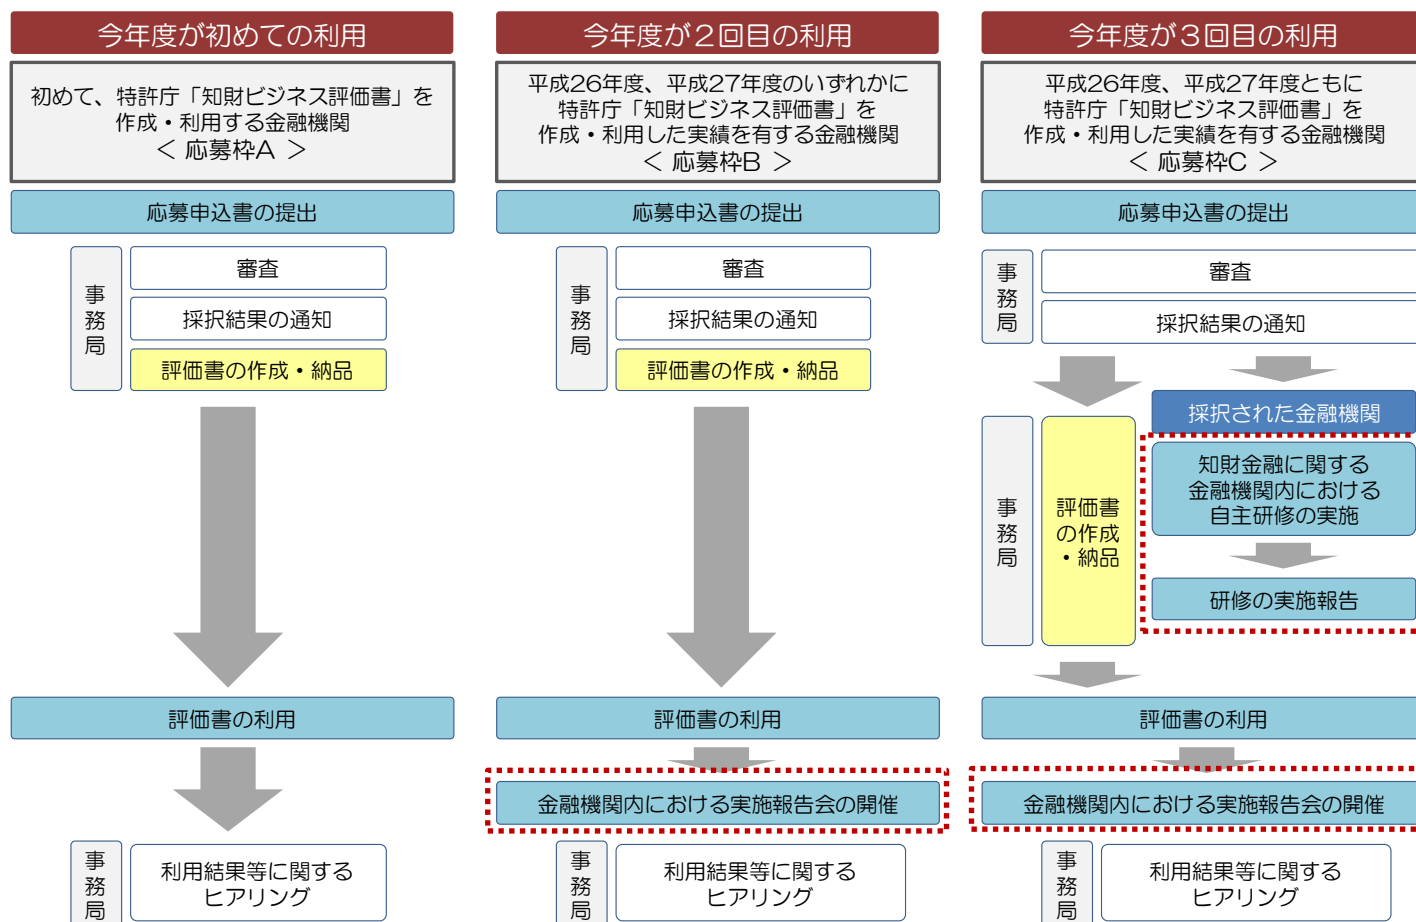 今年度が初めての利用
初めて、特許庁「知財ビジネス評価書」を
作成・利用する金融機関
＜ 応募枠A ＞
応募申込書の提出
事
務
局
審査
採択結果の通知
評価書の作成・納品
評価書の利用
事
務
局
利用結果等に関する
ヒアリング
今年度が２回目の利用
平成26年度、平成27年度のいずれかに
特許庁「知財ビジネス評価書」を
作成・利用した実績を有する金融機関
＜ 応募枠B ＞
応募申込書の提出
事
務
局
審査
採択結果の通知
評価書の作成・納品
評価書の利用
金融機関内における実施報告会の開催
事
務
局
利用結果等に関する
ヒアリング
今年度が３回目の利用
平成26年度、平成27年度ともに
特許庁「知財ビジネス評価書」を
作成・利用した実績を有する金融機関
＜ 応募枠C ＞
応募申込書の提出
事
務
局
審査
採択結果の通知
事
務
局
評価書
の作成
・納品
採択された金融機関
知財金融に関する
金融機関内における
自主研修の実施
研修の実施報告
評価書の利用
金融機関内における実施報告会の開催
事
務
局
利用結果等に関する
ヒアリング